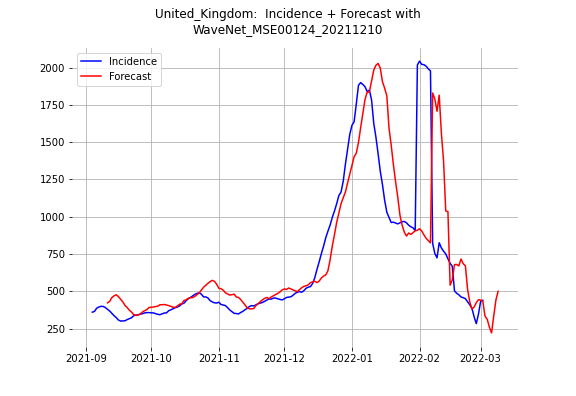 United_Kingdom:  Incidence + Forecast with
WaveNet_MSE00124_20211210
Incidence
Forecast
2000
1750
1500
1250
1000
750
500
250
2021-09 2021-10 2021-11 2021-12 2022-01 2022-02 2022-03